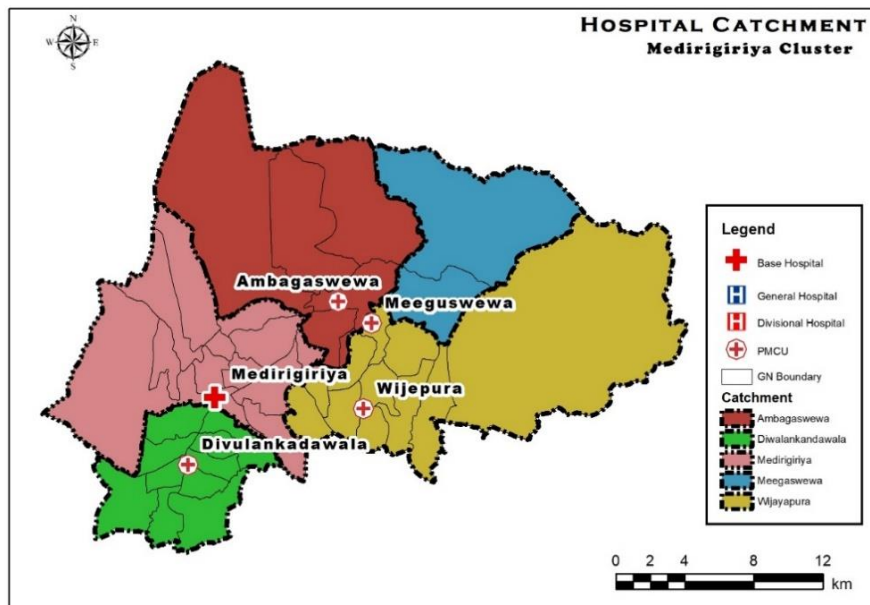 HOSPITAL CATCHMENT
Medirigiriya Cluster
N
W E
S
Ambagaswewa
Meeguswewa
Medirigiriya
Wijepura
Divulankadawala
Legend
Base Hospital
General Hospital
Divisional Hospital
PMCU
GN Boundary
Catchment
Ambagaswewa
Diwalankandawala
Medirigiriya
Meegaswewa
Wijayapura
0 2 4 8 12
km